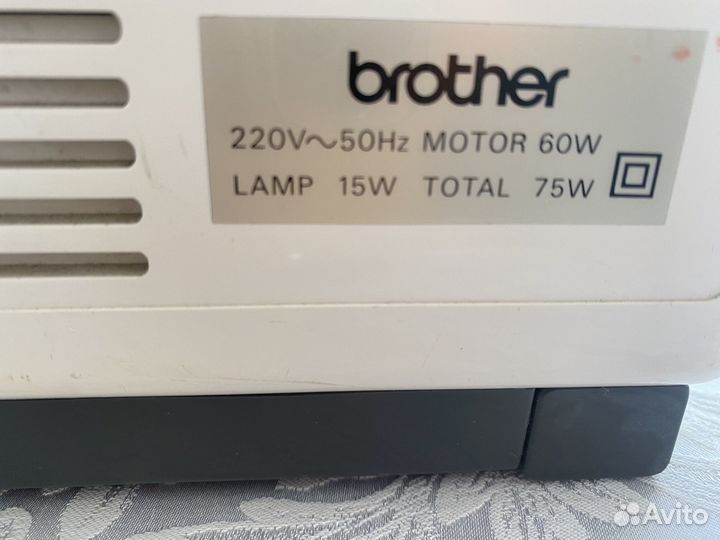 brother
220V~50Hz MOTOR 60W
LAMP 15W TOTAL 75W
Avito